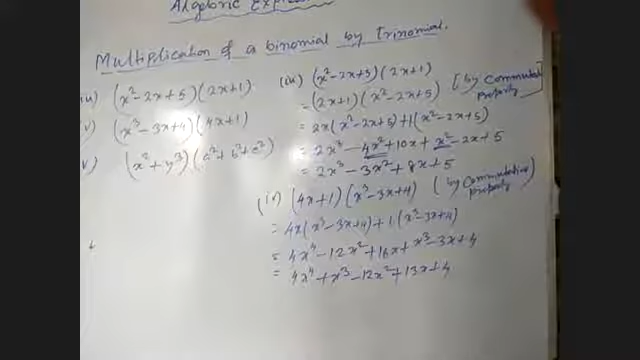 Algebric
Multiplication of a binomial by Trinomial.
(x²-2x+5)(2x+1)
(x³-3x+4)(4x+1)
v) (x²+y³)(a²+b²+c²)
(iii) (x²-2x+5)(2x+1)
= (2x+1)(x²-2x+5) [by Commutati property]
= 2x(x²-2x+5)+1(x²-2x+5)
= 2x³-4x²+10x+x²-2x+5
= 2x³-3x²+8x+5
(iv) (4x+1)(x³-3x+4) (by Commutative property)
= 4x(x³-3x+4)+1(x³-3x+4)
= 4x⁴-12x²+16x+x³-3x+4
= 4x⁴+x³-12x²+13x+4